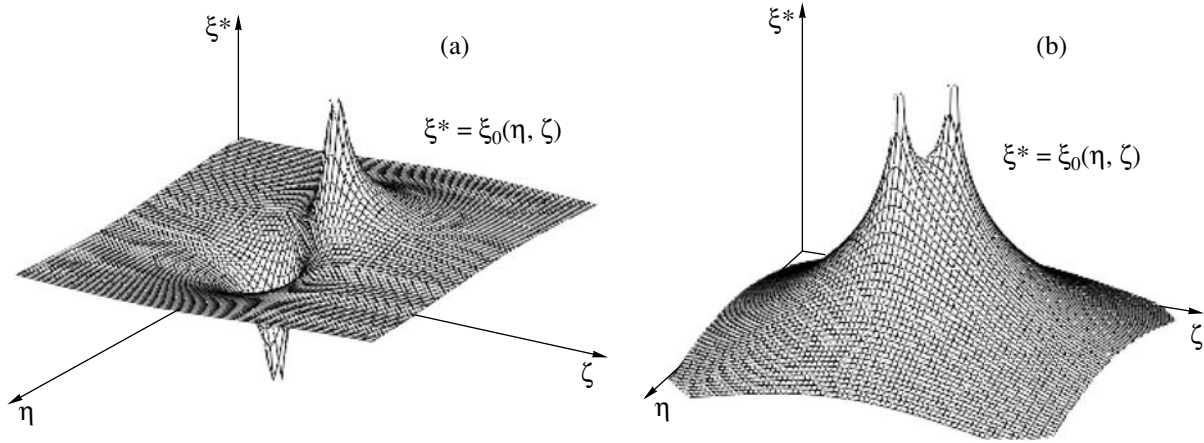 ξ*
(a)
ξ* = ξ₀(η, ζ)
η
ζ
ξ*
(b)
ξ* = ξ₀(η, ζ)
η
ζ